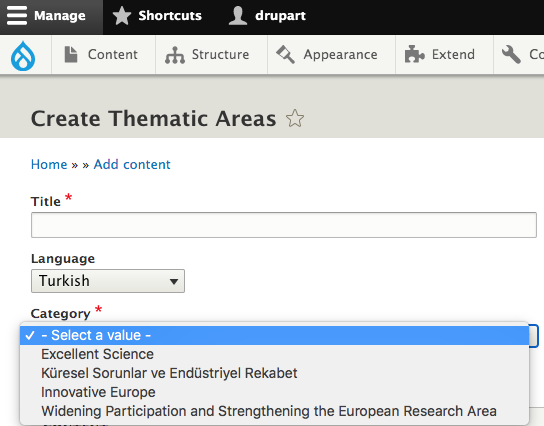 Manage Shortcuts drupart
Content Structure Appearance Extend Co
Create Thematic Areas
Home » » Add content
Title *
Language
Turkish
Category *
- Select a value -
Excellent Science
Küresel Sorunlar ve Endüstriyel Rekabet
Innovative Europe
Widening Participation and Strengthening the European Research Area